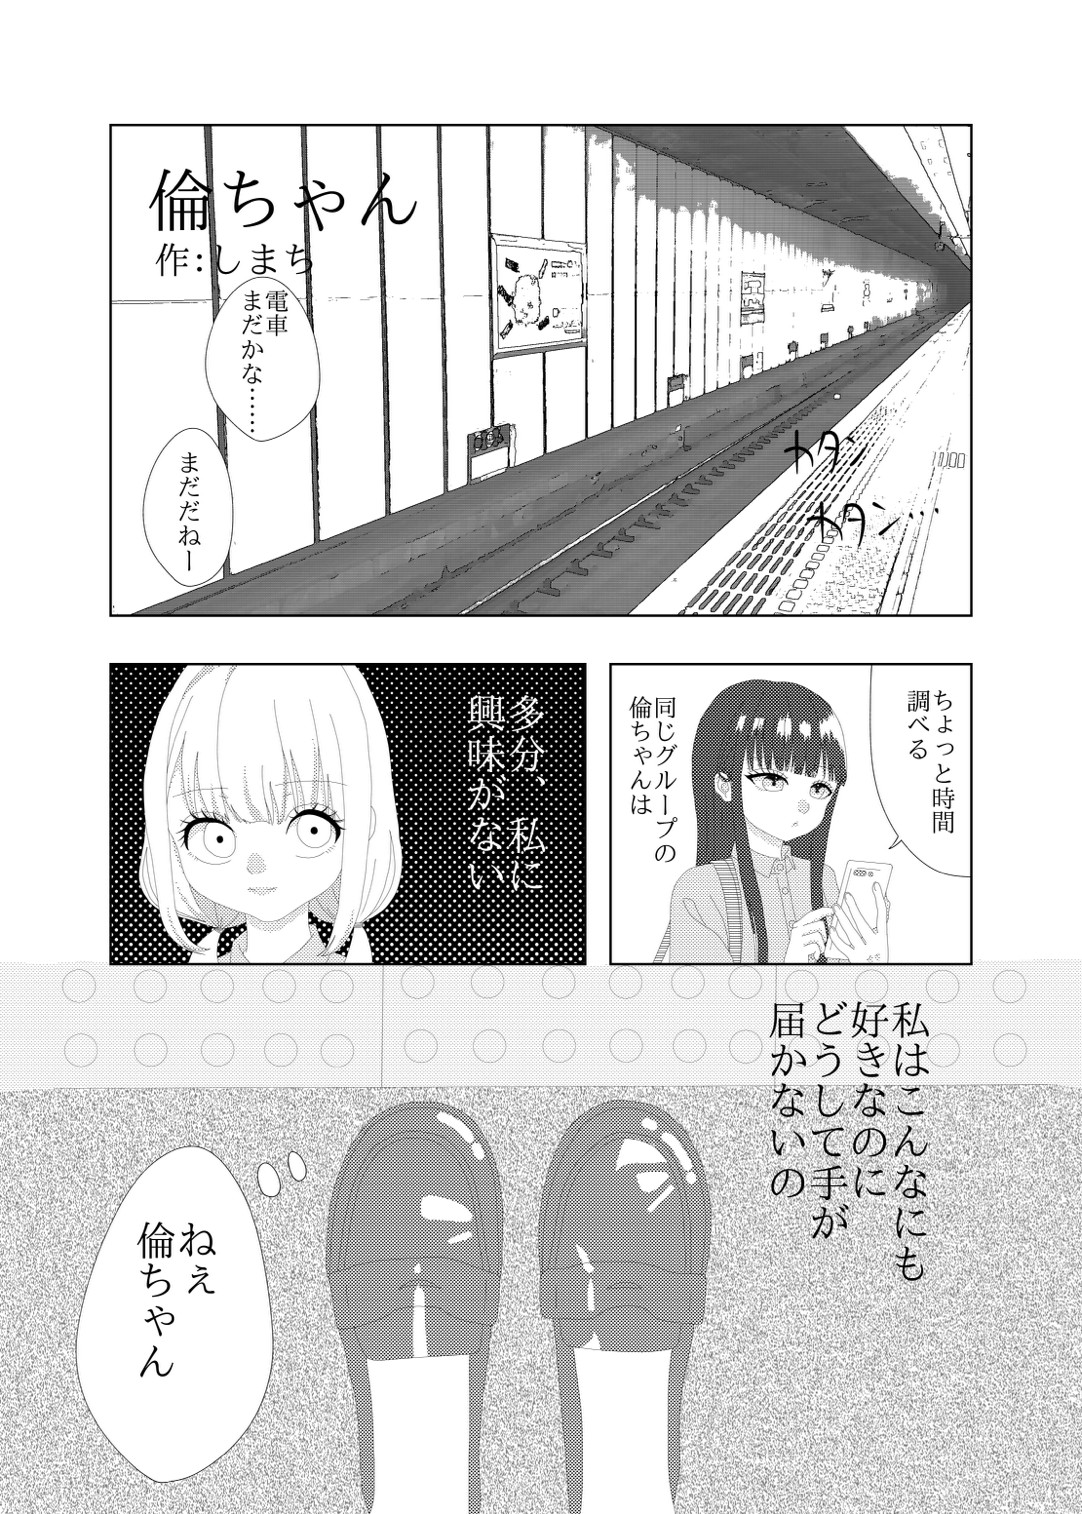 倫ちゃん
作:しまち
電車
まだかな……
まだだねー
カタン
カタン…
ちょっと時間
調べる
同じグループの
倫ちゃんは
多分、私に
興味がない
私はこんなにも
好きなのに
どうして手が
届かないの
ねぇ
倫ちゃん